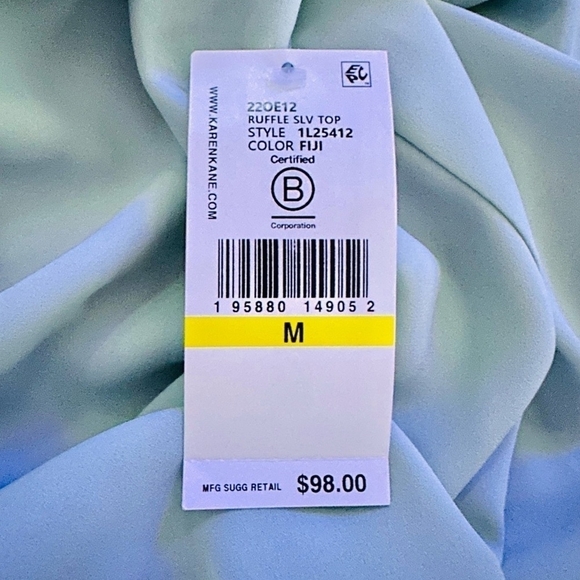 22OE12
RUFFLE SLV TOP
STYLE 1L25412
COLOR FIJI
Certified
B
Corporation
WWW.KARENKANE.COM
1 95880 14905 2
M
MFG SUGG RETAIL $98.00